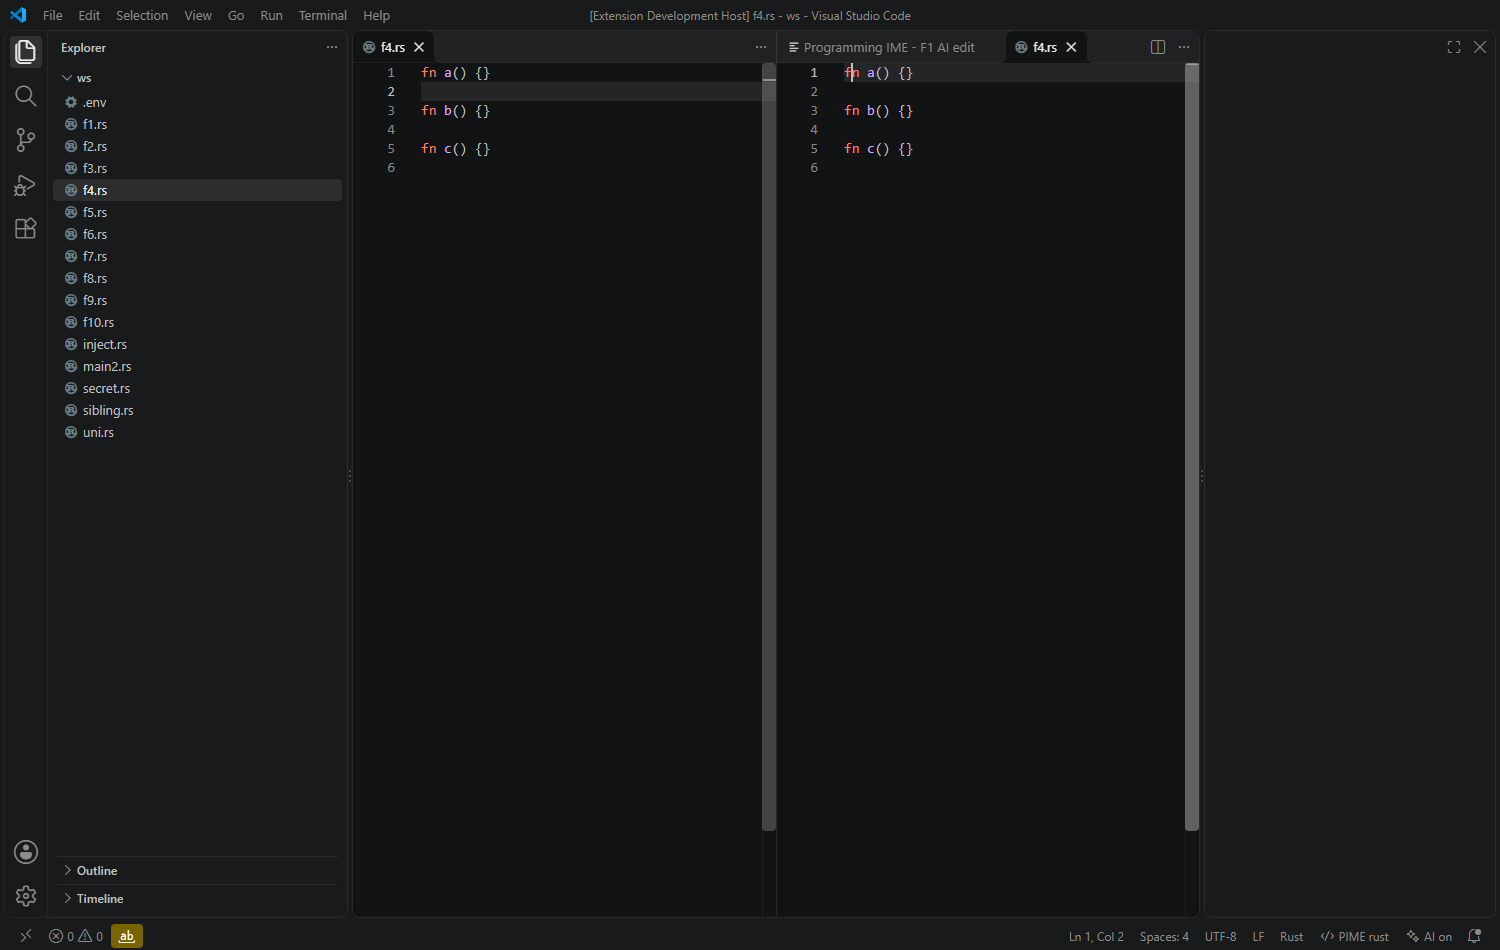 File Edit Selection View Go Run Terminal Help
[Extension Development Host] f4.rs - ws - Visual Studio Code
Explorer
ws
.env
f1.rs
f2.rs
f3.rs
f4.rs
f5.rs
f6.rs
f7.rs
f8.rs
f9.rs
f10.rs
inject.rs
main2.rs
secret.rs
sibling.rs
uni.rs
Outline
Timeline
f4.rs
1 fn a() {}
2
3 fn b() {}
4
5 fn c() {}
6
Programming IME - F1 AI edit f4.rs
1 fn a() {}
2
3 fn b() {}
4
5 fn c() {}
6
0 0 ab
Ln 1, Col 2 Spaces: 4 UTF-8 LF Rust PIME rust AI on